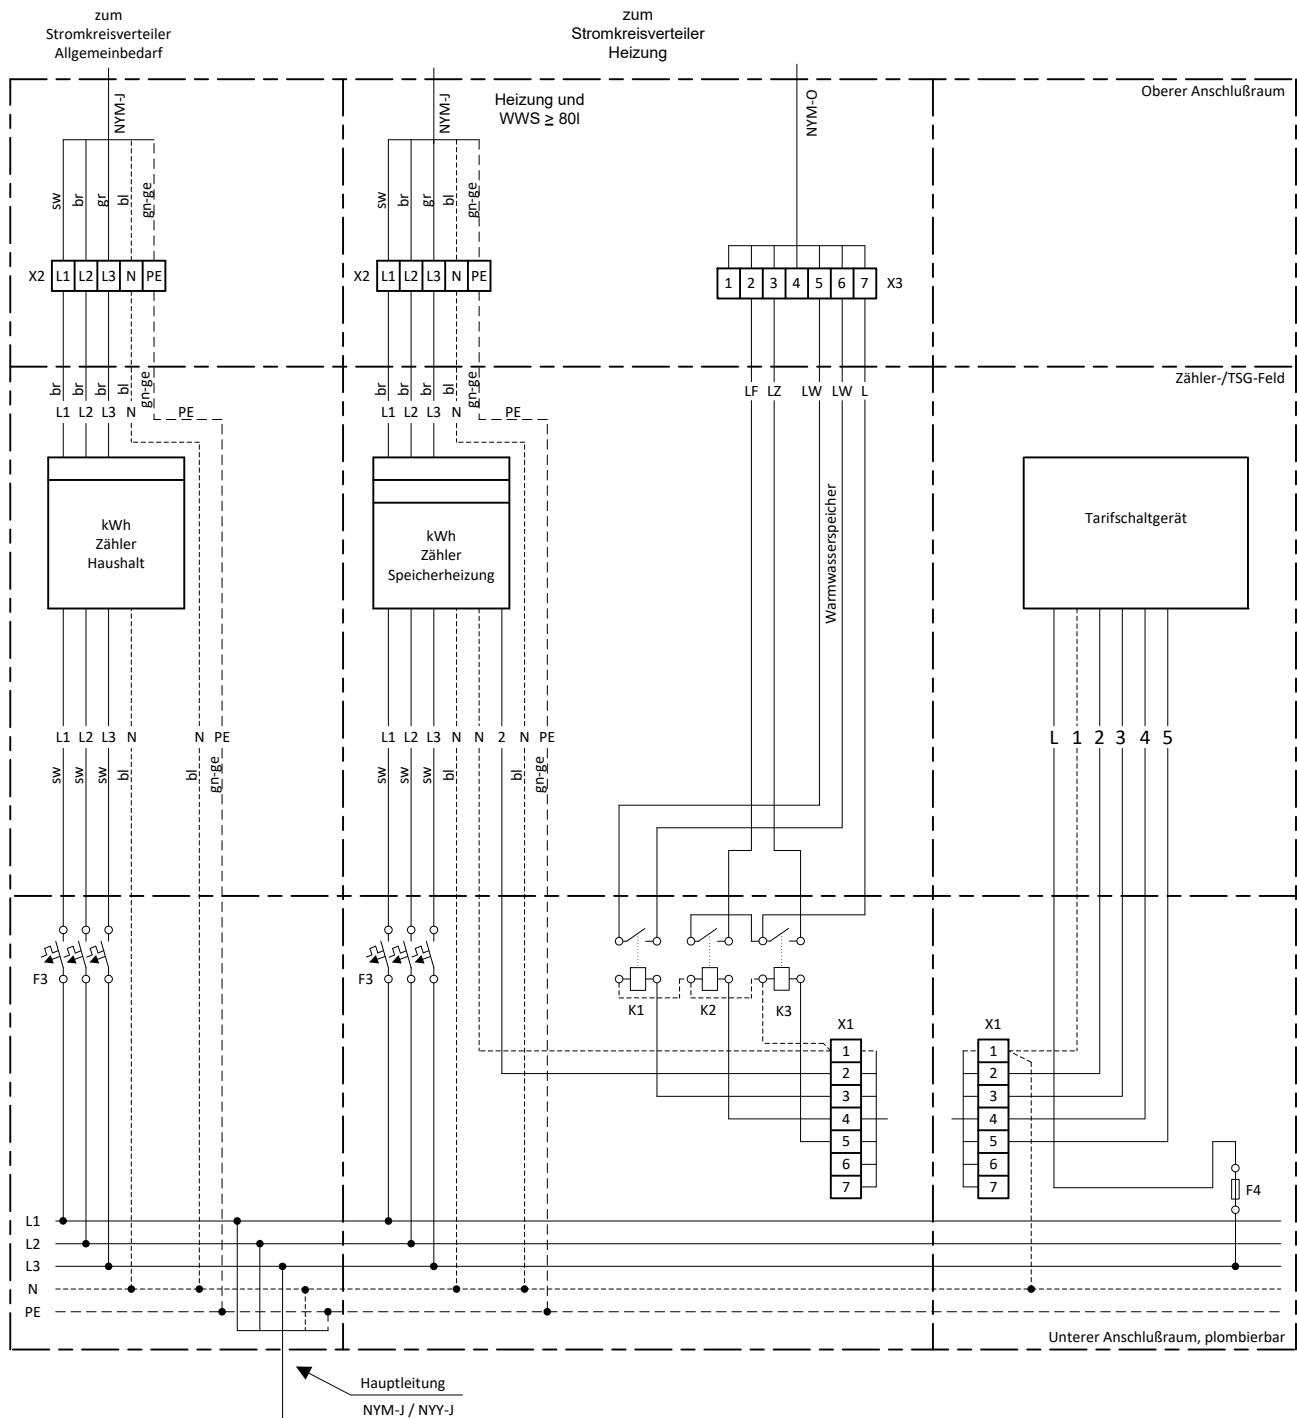 zum
Stromkreisverteiler
Allgemeinbedarf
zum
Stromkreisverteiler
Heizung
Oberer Anschlußraum
Heizung und
WWS ≥ 80l
NYM-J
NYM-J
NYM-O
sw br gr bl gn-ge
sw br gr bl gn-ge
X2 L1 L2 L3 N PE
X2 L1 L2 L3 N PE
1 2 3 4 5 6 7 X3
Zähler-/TSG-Feld
br br br bl gn-ge
br br br bl gn-ge
L1 L2 L3 N PE
L1 L2 L3 N PE
LF LZ LW LW L
kWh
Zähler
Haushalt
kWh
Zähler
Speicherheizung
Warmwasserspeicher
Tarifschaltgerät
L1 L2 L3 N N PE
L1 L2 L3 N N 2 N PE
L 1 2 3 4 5
sw sw sw bl bl gn-ge
sw sw sw bl bl gn-ge
F3
F3
K1 K2 K3
X1
1
2
3
4
5
6
7
X1
1
2
3
4
5
6
7
F4
L1
L2
L3
N
PE
Unterer Anschlußraum, plombierbar
Hauptleitung
NYM-J / NYY-J